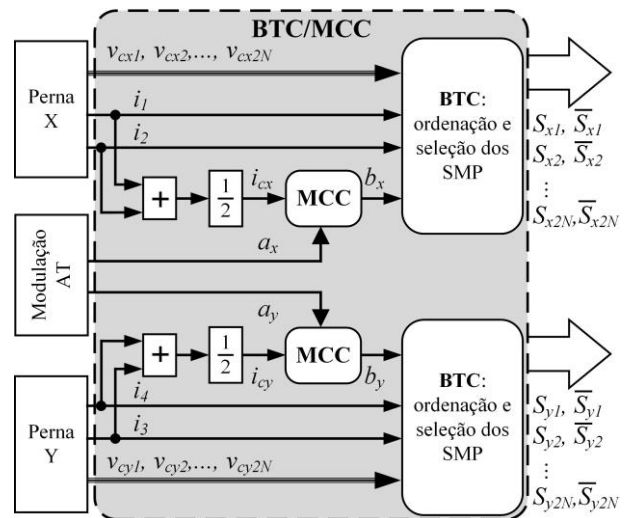 BTC/MCC
Perna
X
v_cx1, v_cx2,..., v_cx2N
i_1
i_2
+
1/2
i_cx
MCC
b_x
BTC:
ordenação e
seleção dos
SMP
S_x1, S̅_x1
S_x2, S̅_x2
...
S_x2N, S̅_x2N
Modulação
AT
a_x
a_y
+
1/2
i_cy
MCC
b_y
BTC:
ordenação e
seleção dos
SMP
Perna
Y
i_4
i_3
v_cy1, v_cy2,..., v_cy2N
S_y1, S̅_y1
S_y2, S̅_y2
...
S_y2N, S̅_y2N